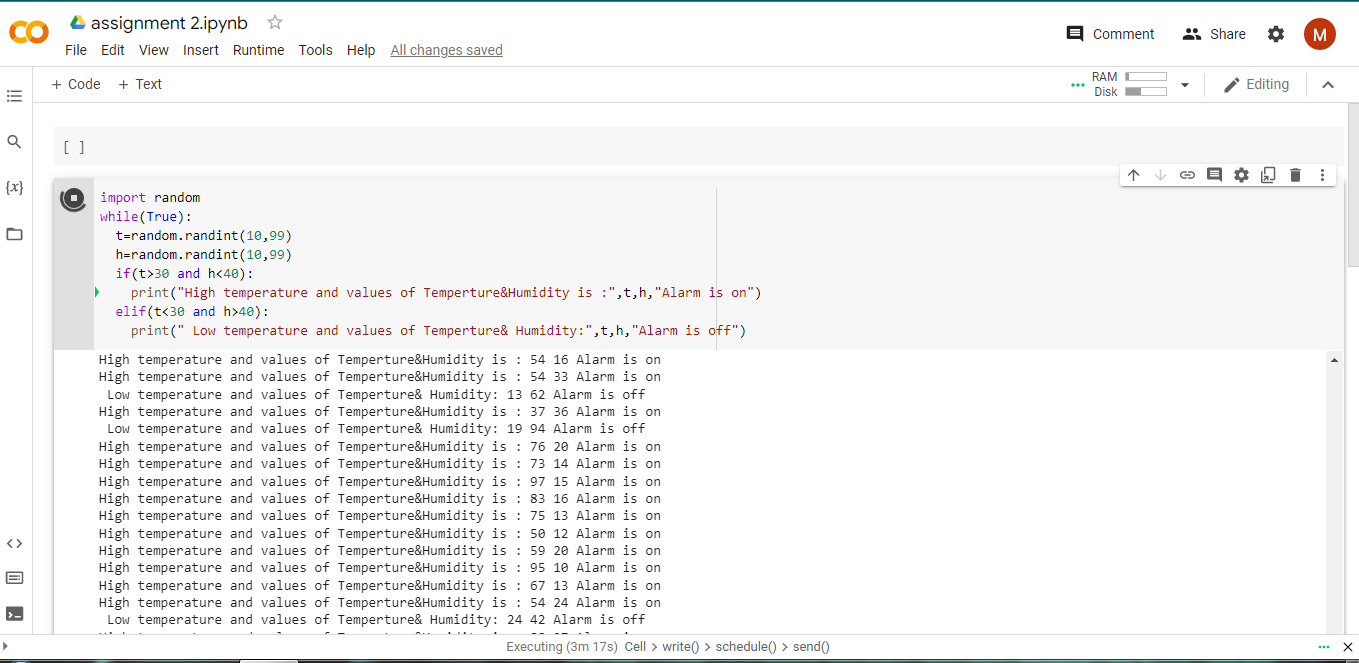 assignment 2.ipynb
File Edit View Insert Runtime Tools Help All changes saved
Comment Share M
+ Code + Text
RAM
Disk
Editing
[ ]
{x}
import random
while(True):
  t=random.randint(10,99)
  h=random.randint(10,99)
  if(t>30 and h<40):
    print("High temperature and values of Temperture&Humidity is :",t,h,"Alarm is on")
  elif(t<30 and h>40):
    print(" Low temperature and values of Temperture& Humidity:",t,h,"Alarm is off")
High temperature and values of Temperture&Humidity is : 54 16 Alarm is on
High temperature and values of Temperture&Humidity is : 54 33 Alarm is on
 Low temperature and values of Temperture& Humidity: 13 62 Alarm is off
High temperature and values of Temperture&Humidity is : 37 36 Alarm is on
 Low temperature and values of Temperture& Humidity: 19 94 Alarm is off
High temperature and values of Temperture&Humidity is : 76 20 Alarm is on
High temperature and values of Temperture&Humidity is : 73 14 Alarm is on
High temperature and values of Temperture&Humidity is : 97 15 Alarm is on
High temperature and values of Temperture&Humidity is : 83 16 Alarm is on
High temperature and values of Temperture&Humidity is : 75 13 Alarm is on
High temperature and values of Temperture&Humidity is : 50 12 Alarm is on
High temperature and values of Temperture&Humidity is : 59 20 Alarm is on
High temperature and values of Temperture&Humidity is : 95 10 Alarm is on
High temperature and values of Temperture&Humidity is : 67 13 Alarm is on
High temperature and values of Temperture&Humidity is : 54 24 Alarm is on
 Low temperature and values of Temperture& Humidity: 24 42 Alarm is off
Executing (3m 17s) Cell > write() > schedule() > send()